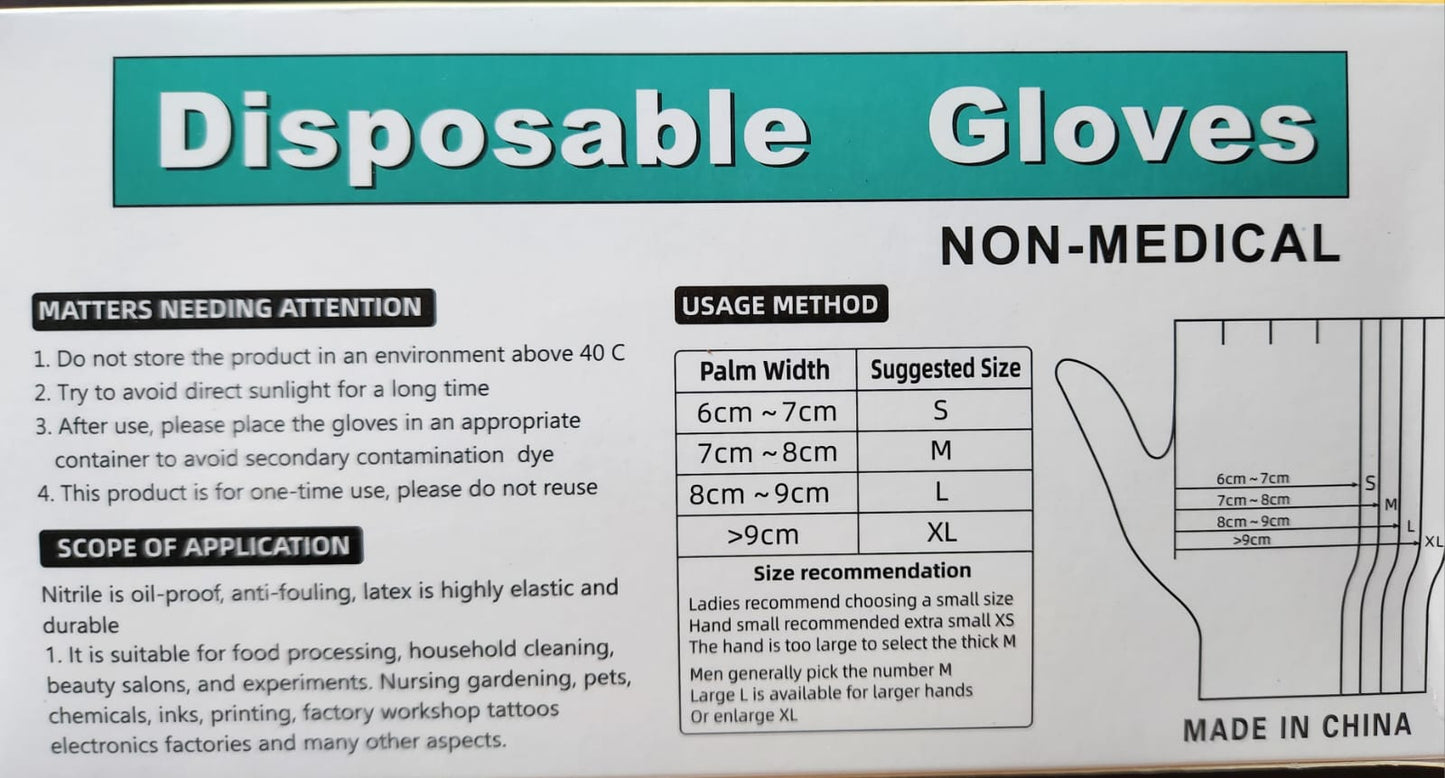 Disposable Gloves
NON-MEDICAL
MATTERS NEEDING ATTENTION
1. Do not store the product in an environment above 40 C
2. Try to avoid direct sunlight for a long time
3. After use, please place the gloves in an appropriate
container to avoid secondary contamination dye
4. This product is for one-time use, please do not reuse
SCOPE OF APPLICATION
Nitrile is oil-proof, anti-fouling, latex is highly elastic and
durable
1. It is suitable for food processing, household cleaning,
beauty salons, and experiments. Nursing gardening, pets,
chemicals, inks, printing, factory workshop tattoos
electronics factories and many other aspects.
USAGE METHOD
Palm Width Suggested Size
6cm ~7cm S
7cm ~8cm M
8cm ~9cm L
>9cm XL
Size recommendation
Ladies recommend choosing a small size
Hand small recommended extra small XS
The hand is too large to select the thick M
Men generally pick the number M
Large L is available for larger hands
Or enlarge XL
6cm~7cm S
7cm~8cm M
8cm~9cm L
>9cm XL
MADE IN CHINA